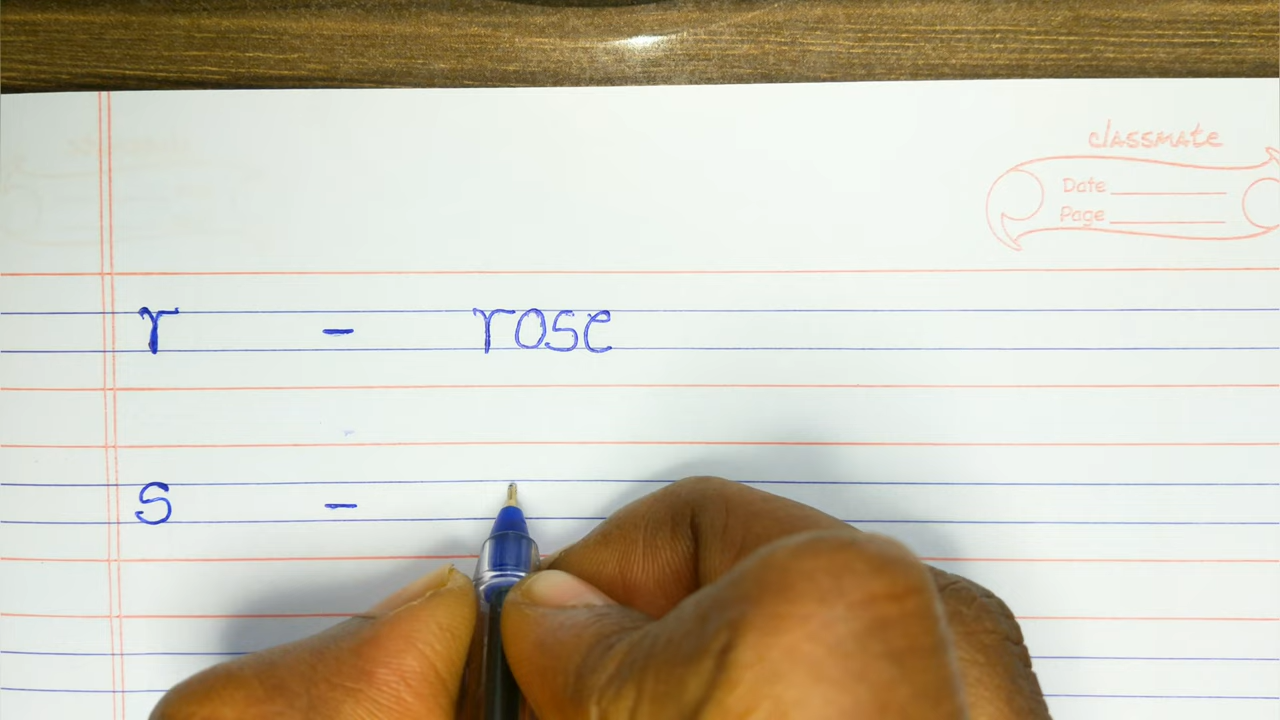 classmate
Date
Page
r - rose
s -